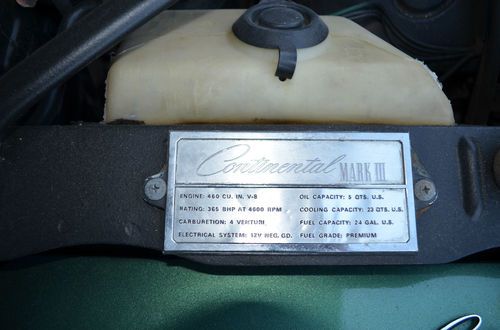 Continental MARK III
ENGINE: 460 CU. IN. V-8 OIL CAPACITY: 5 QTS. U.S.
RATING: 365 BHP AT 4600 RPM COOLING CAPACITY: 23 QTS. U.S.
CARBURETION: 4 VENTURI FUEL CAPACITY: 24 GAL. U.S.
ELECTRICAL SYSTEM: 12V NEG. GD. FUEL GRADE: PREMIUM